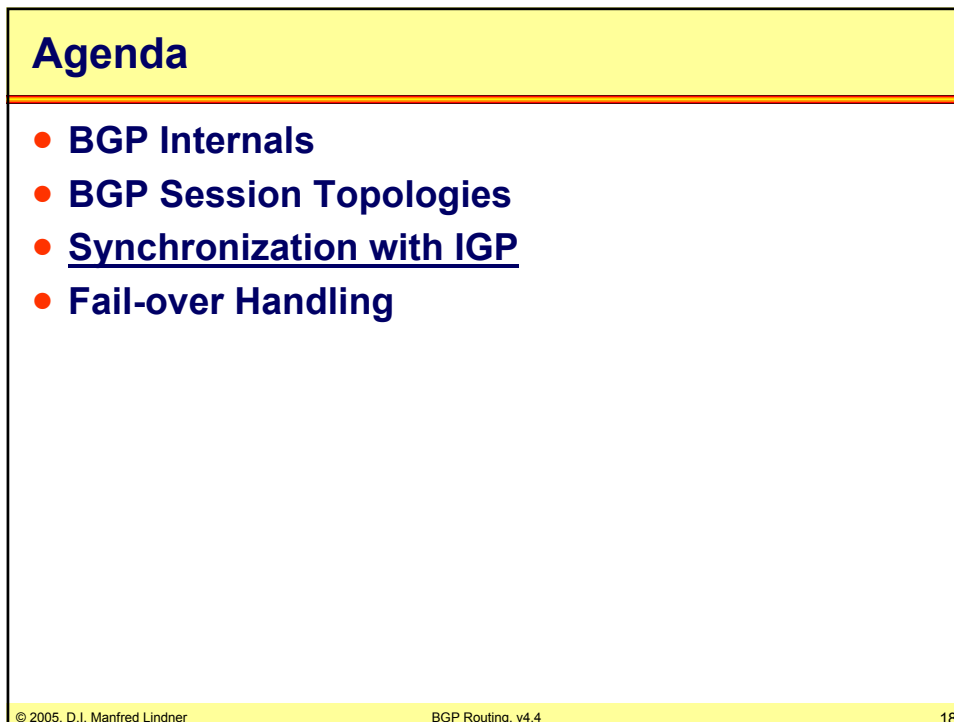 Agenda
• BGP Internals
• BGP Session Topologies
• Synchronization with IGP
• Fail-over Handling
© 2005, D.I. Manfred Lindner
BGP Routing, v4.4
18